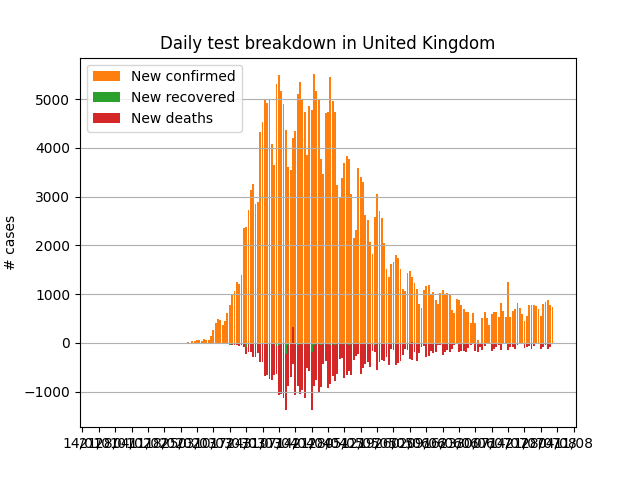 Daily test breakdown in United Kingdom
New confirmed
New recovered
New deaths
# cases
5000
4000
3000
2000
1000
0
−1000